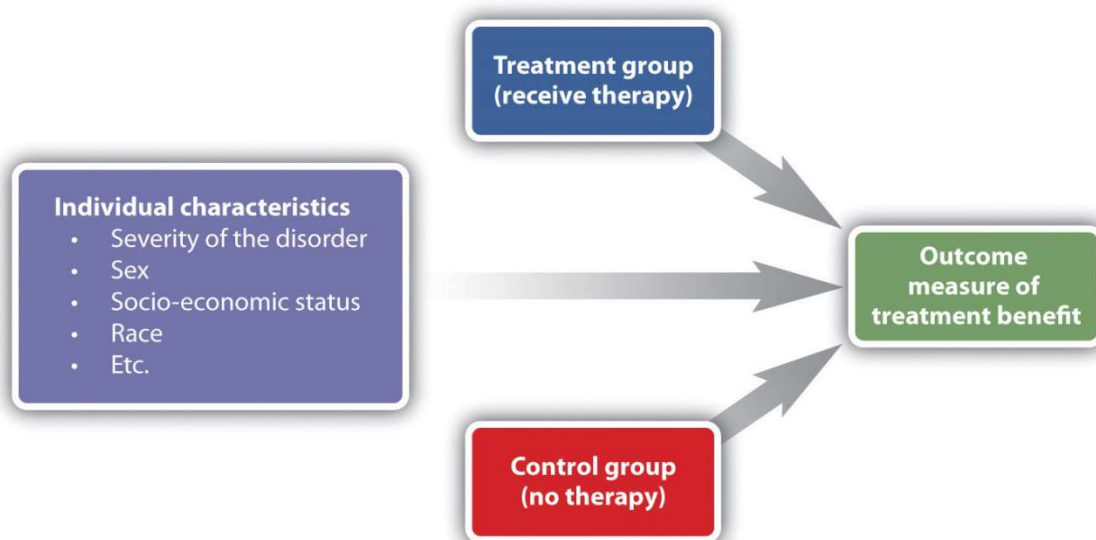 Treatment group
(receive therapy)
Individual characteristics
• Severity of the disorder
• Sex
• Socio-economic status
• Race
• Etc.
Outcome
measure of
treatment benefit
Control group
(no therapy)